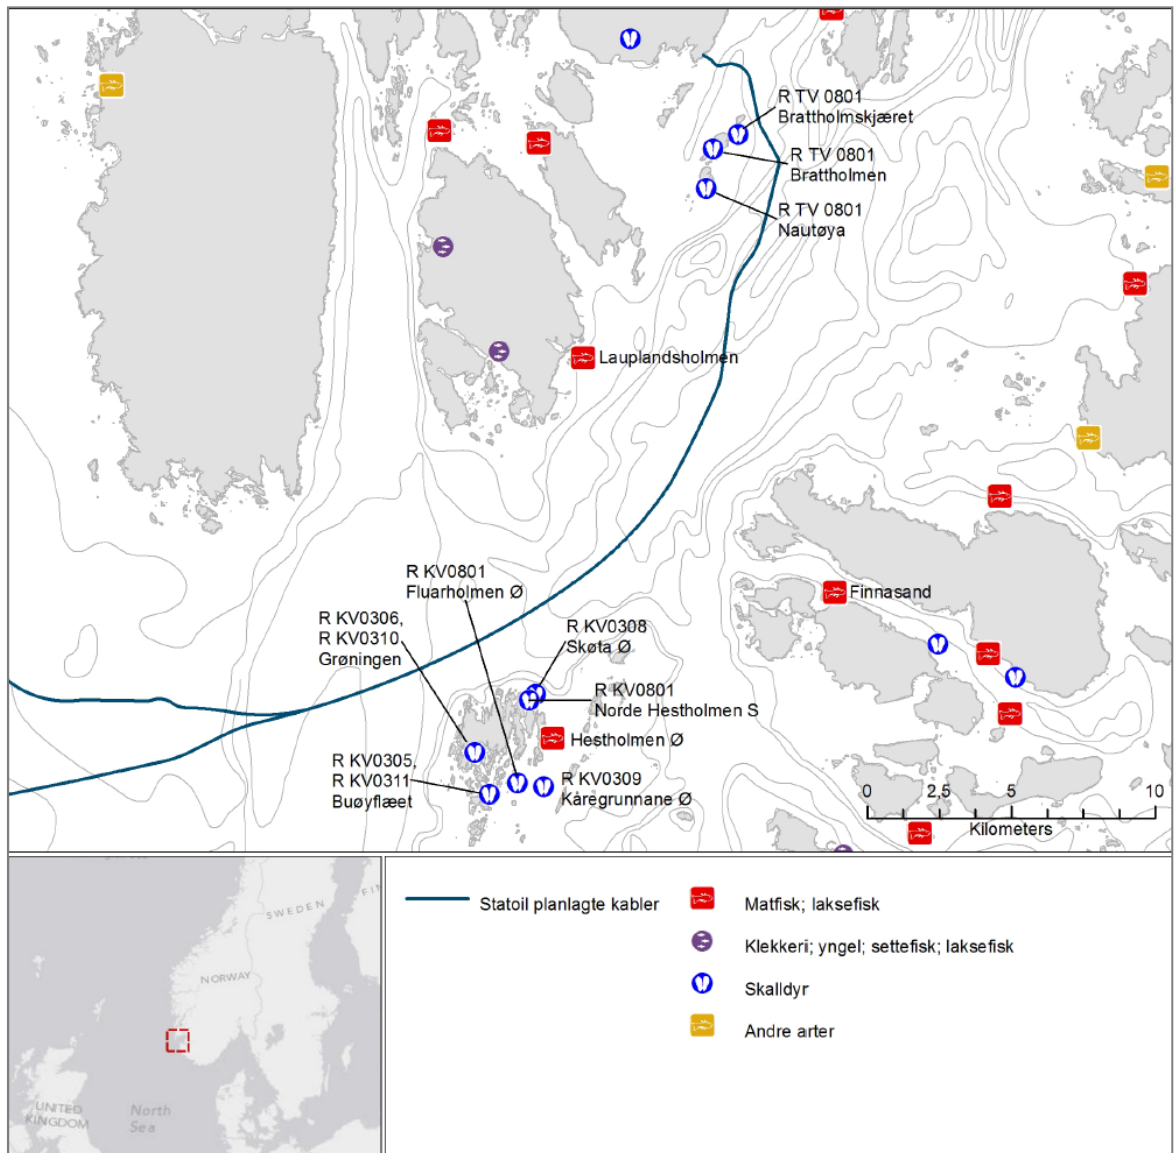 R TV 0801
Brattholmskjæret
R TV 0801
Brattholmen
R TV 0801
Nautøya
Lauplandsholmen
R KV0801
Fluarholmen Ø
R KV0306,
R KV0310
Grøningen
R KV0308
Skøta Ø
R KV0801
Norde Hestholmen S
Finnasand
Hestholmen Ø
R KV0305,
R KV0311
Buøyflæet
R KV0309
Kåregrunnane Ø
0 2,5 5 10
Kilometers
SWEDEN
NORWAY
UNITED
KINGDOM
North
Sea
Statoil planlagte kabler
Matfisk; laksefisk
Klekkeri; yngel; settefisk; laksefisk
Skalldyr
Andre arter